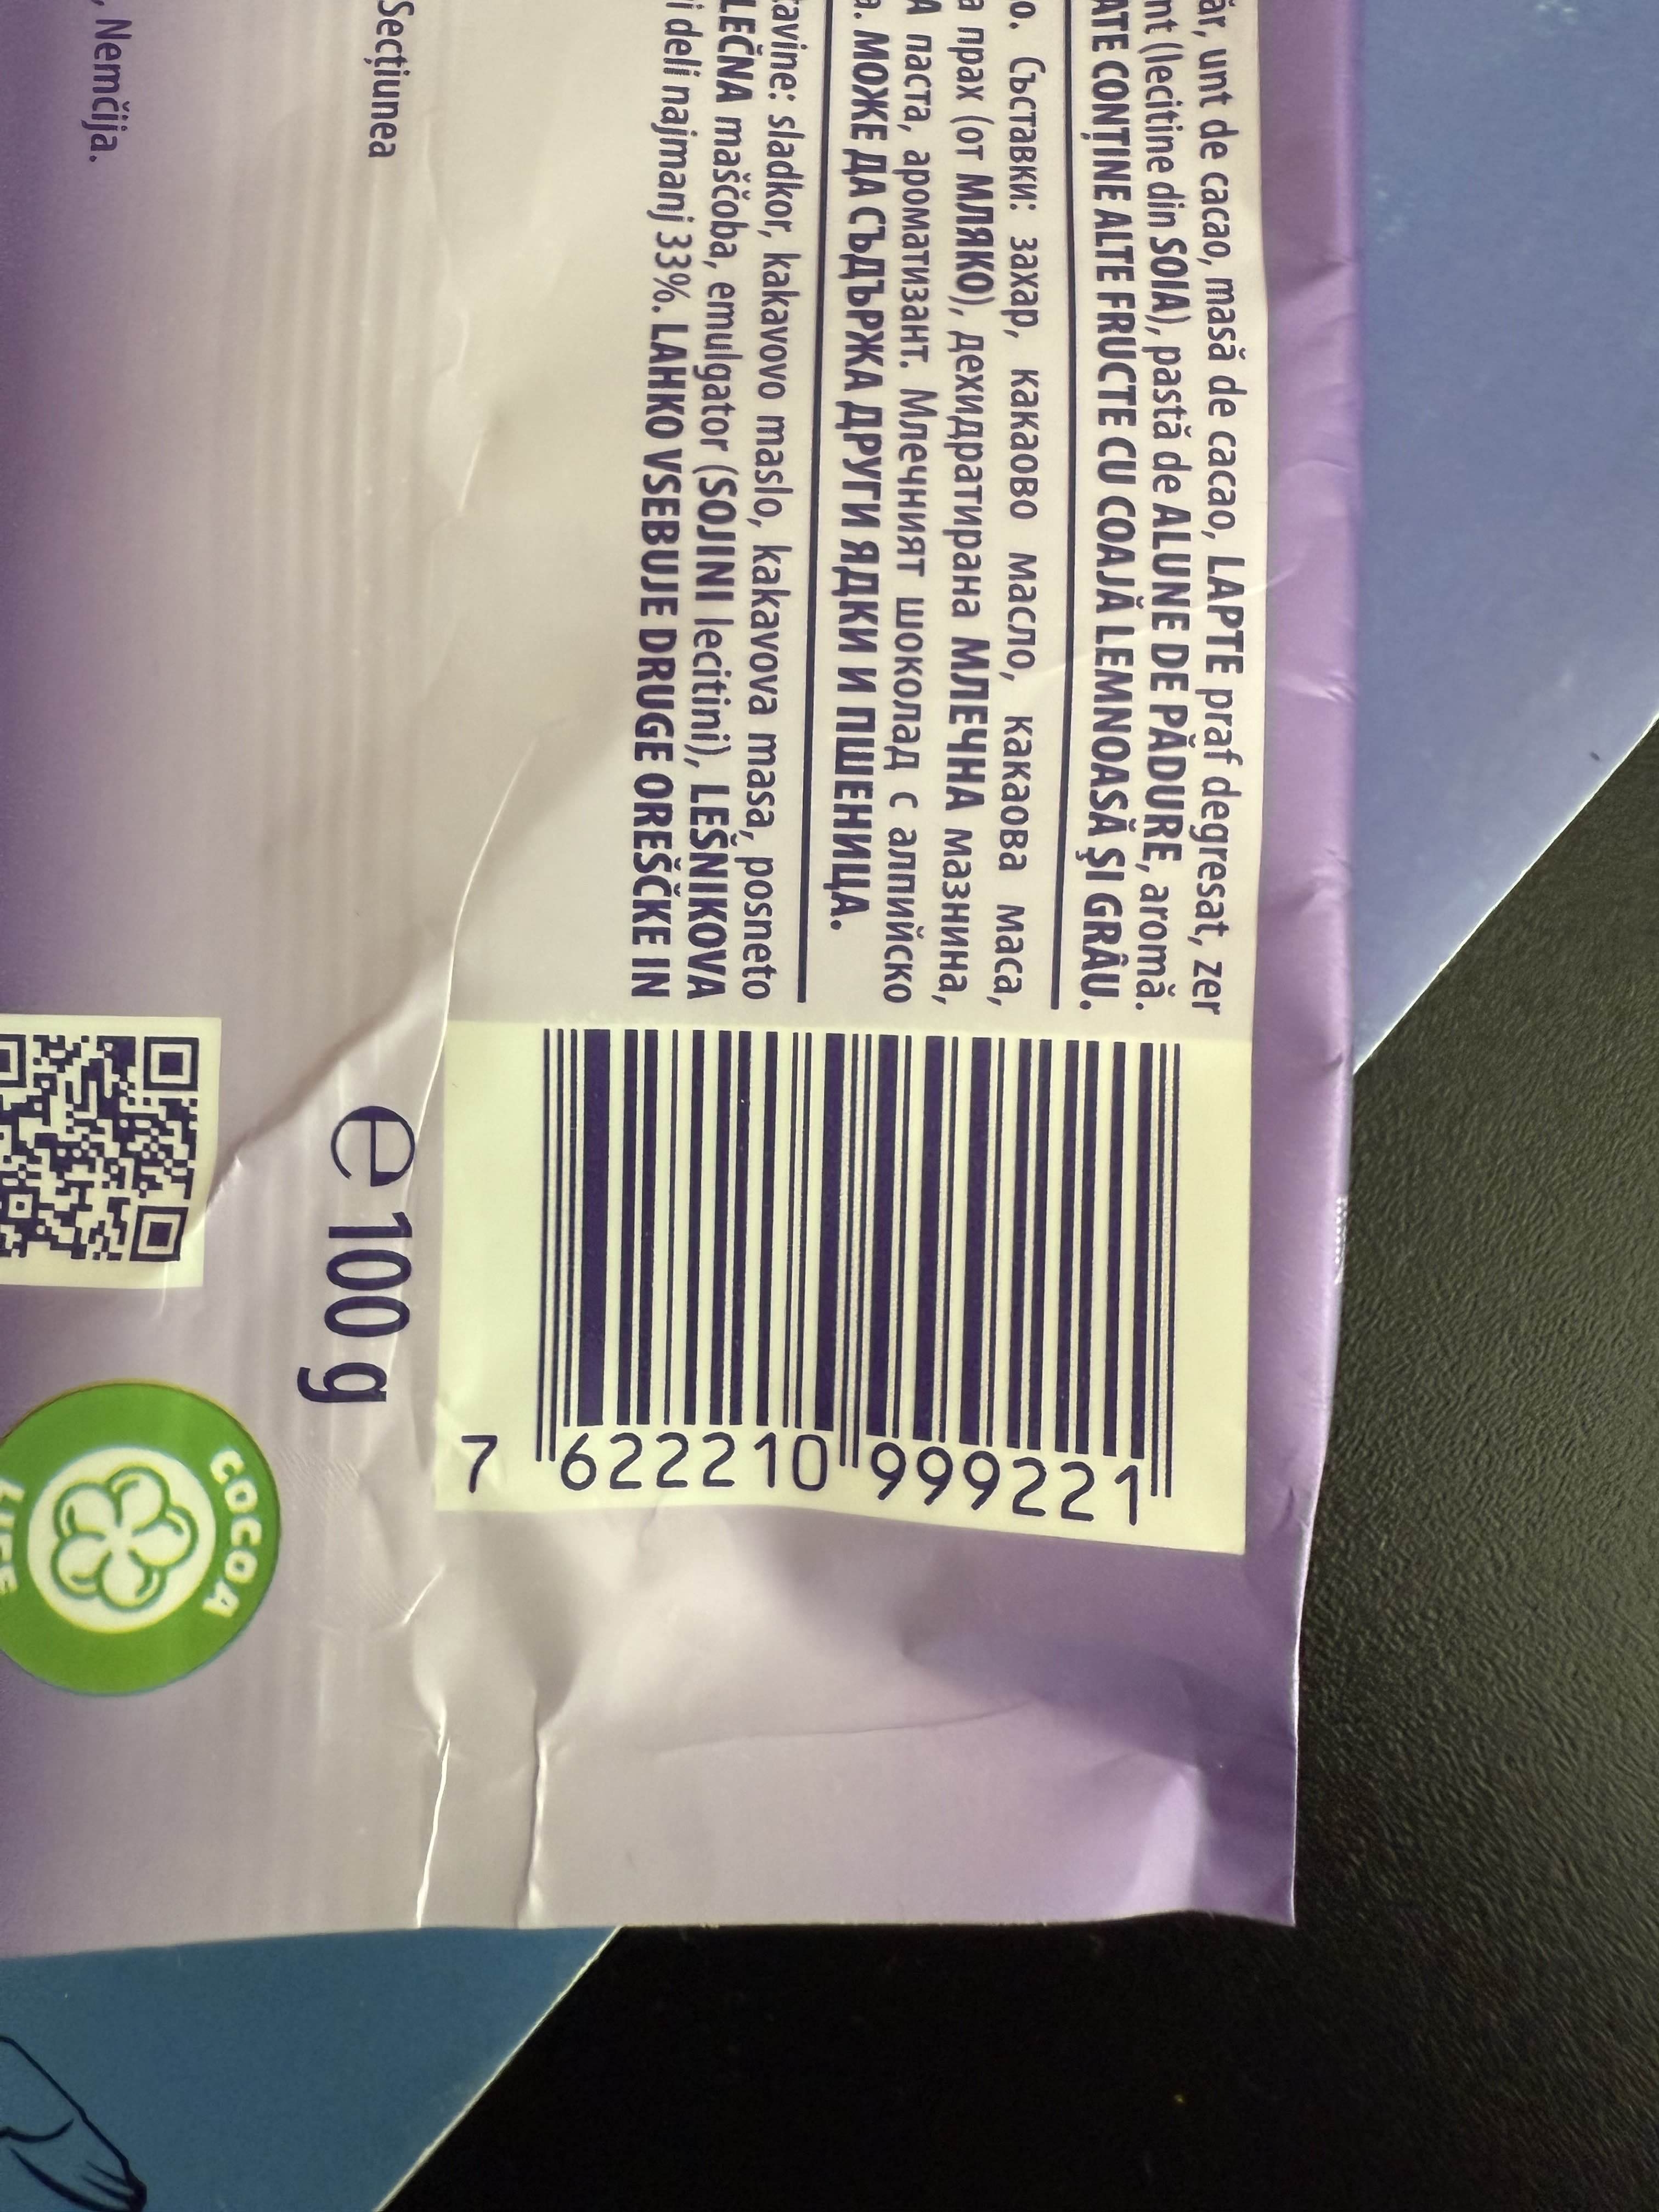 ăr, unt de cacao, masă de cacao, LAPTE praf degresat, zer
nt (lecitine din SOIA), pastă de ALUNE DE PĂDURE, aromă.
ATE CONȚINE ALTE FRUCTE CU COAJĂ LEMNOASĂ ȘI GRÂU.
о. Съставки: захар, какаово масло, какаова маса,
а прах (от МЛЯКО), дехидратирана МЛЕЧНА мазнина,
А паста, ароматизант. Млечният шоколад с алпийско
а. МОЖЕ ДА СЪДЪРЖА ДРУГИ ЯДКИ И ПШЕНИЦА.
tavine: sladkor, kakavovo maslo, kakavova masa, posneto
LEČNA maščoba, emulgator (SOJINI lecitini), LEŠNIKOVA
i deli najmanj 33%. LAHKO VSEBUJE DRUGE OREŠČKE IN
7 622210 999221
Secțiunea
e 100 g
, Nemčija.
COCOA
LIFE